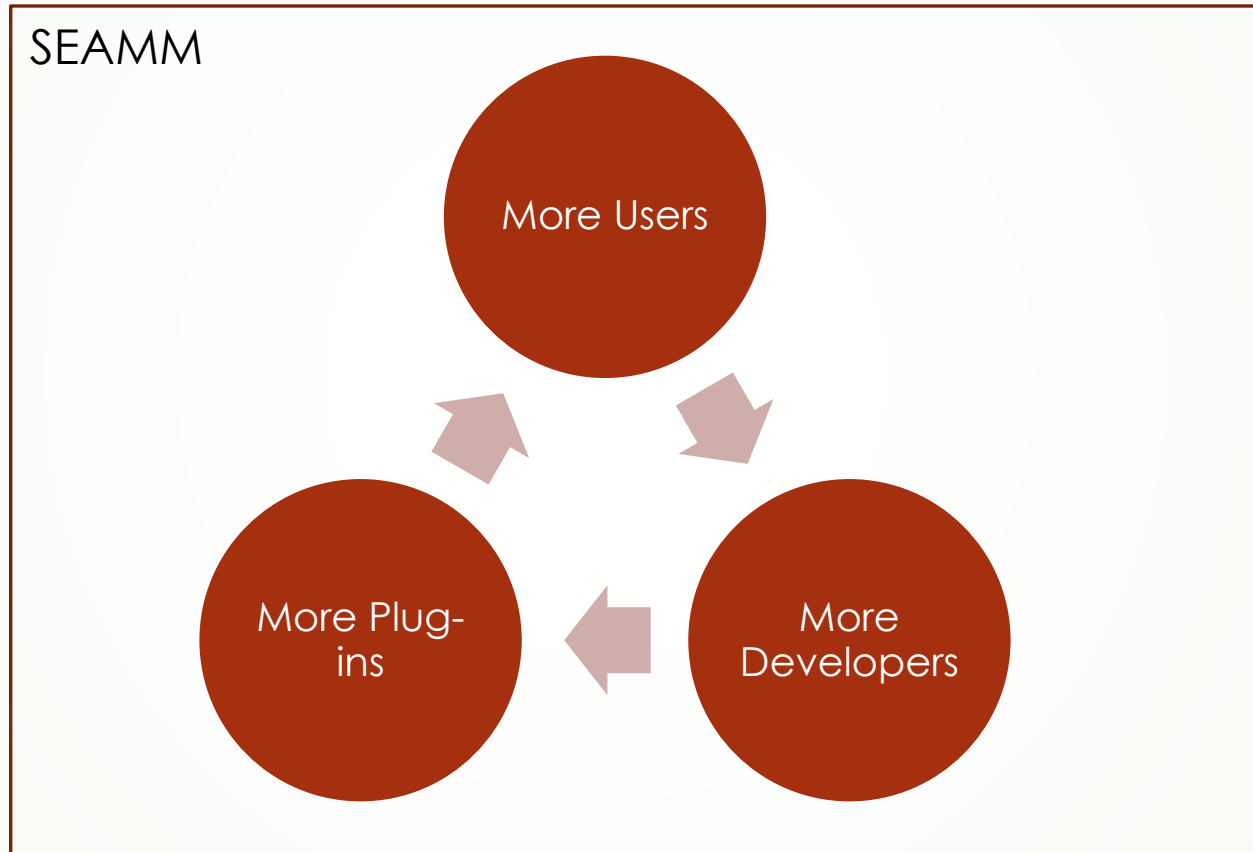 SEAMM
More Users
More Plug-
ins
More
Developers